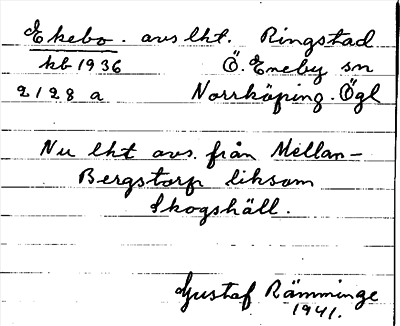 Ekebo. avs lht. Ringstad
kb 1936 Ö. Eneby sn
2128 a Norrköping. Ögl
Nu lht avs. från Mellan-
Bergstorp liksom
Skogshäll.
Gustaf Rämminge
1941.